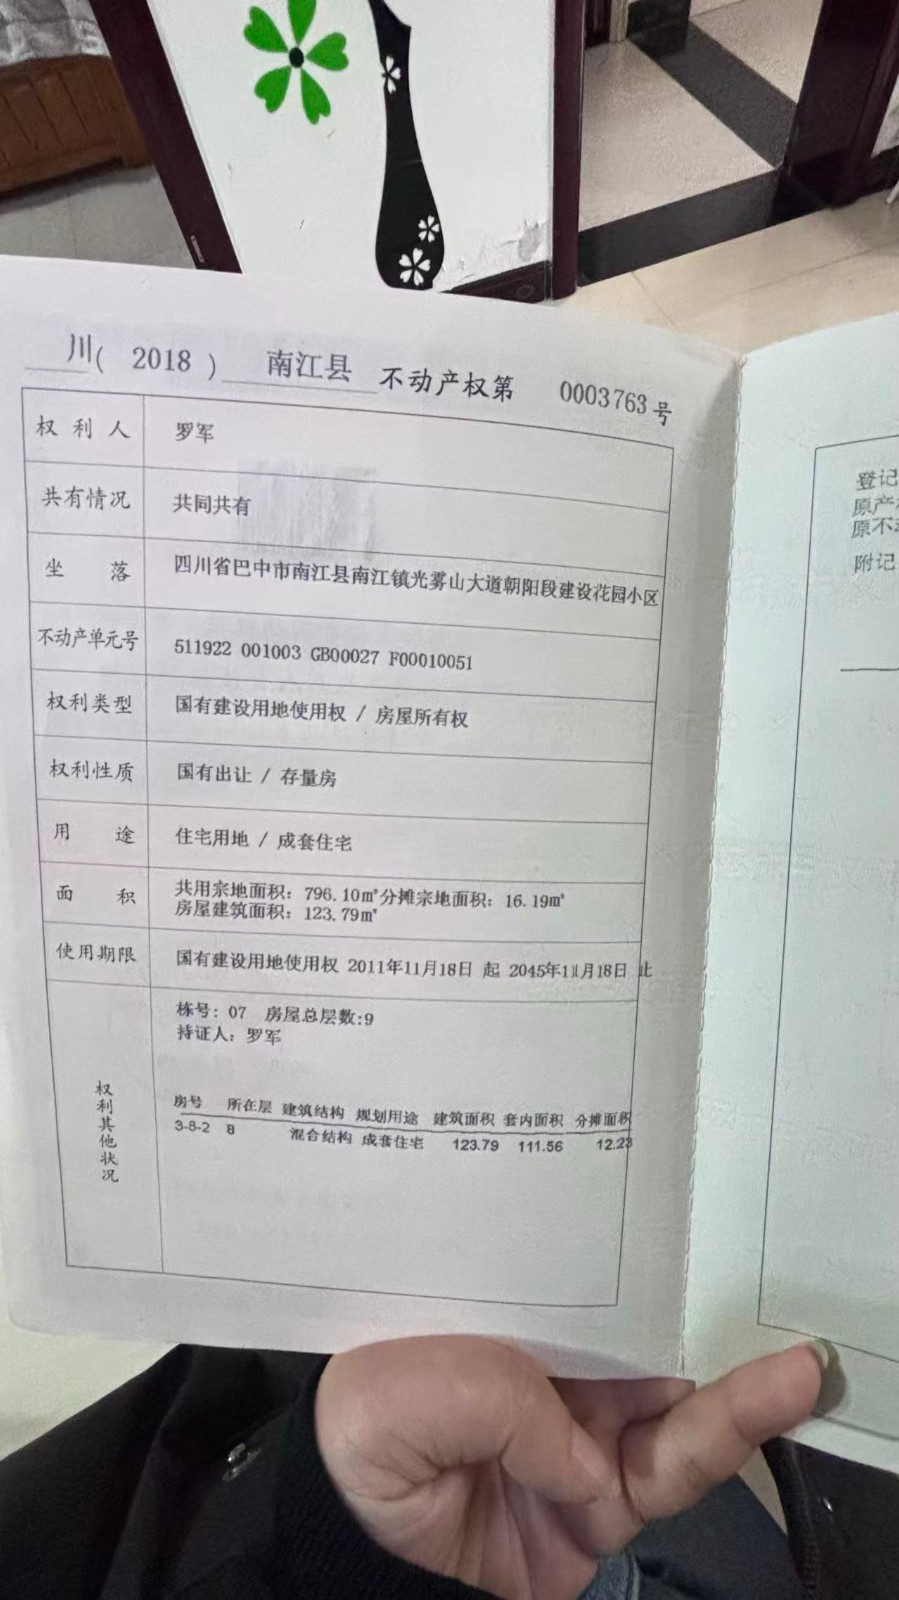 川( 2018 ) 南江县 不动产权第 0003763 号
权利人 罗军
共有情况 共同共有
坐落 四川省巴中市南江县南江镇光雾山大道朝阳段建设花园小区
不动产单元号 511922 001003 GB00027 F00010051
权利类型 国有建设用地使用权 / 房屋所有权
权利性质 国有出让 / 存量房
用途 住宅用地 / 成套住宅
面积 共用宗地面积: 796.10㎡分摊宗地面积: 16.19㎡
房屋建筑面积: 123.79㎡
使用期限 国有建设用地使用权 2011年11月18日 起 2045年11月18日 止
权利其他状况
栋号: 07 房屋总层数:9
持证人: 罗军
房号 所在层 建筑结构 规划用途 建筑面积 套内面积 分摊面积
3-8-2 8 混合结构 成套住宅 123.79 111.56 12.23
登记
原产
原不
附记